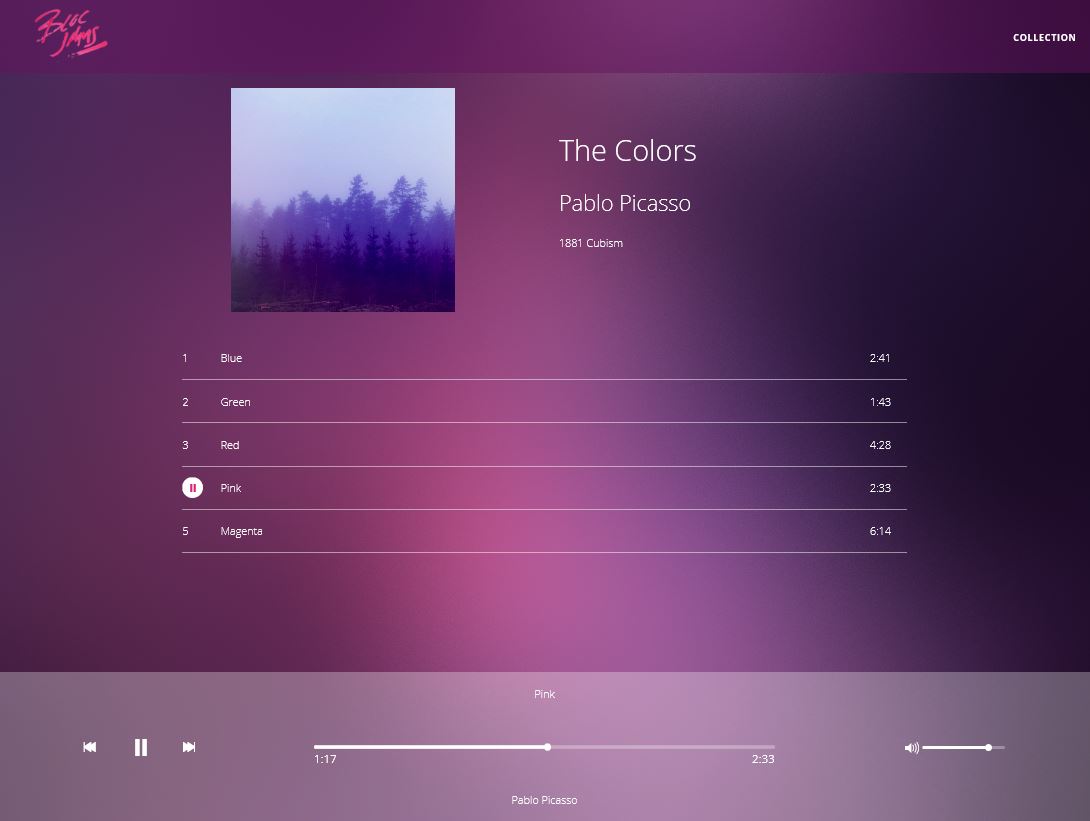 BLOC
JAMS
COLLECTION
The Colors
Pablo Picasso
1881 Cubism
1 Blue 2:41
2 Green 1:43
3 Red 4:28
Pink 2:33
5 Magenta 6:14
Pink
1:17 2:33
Pablo Picasso